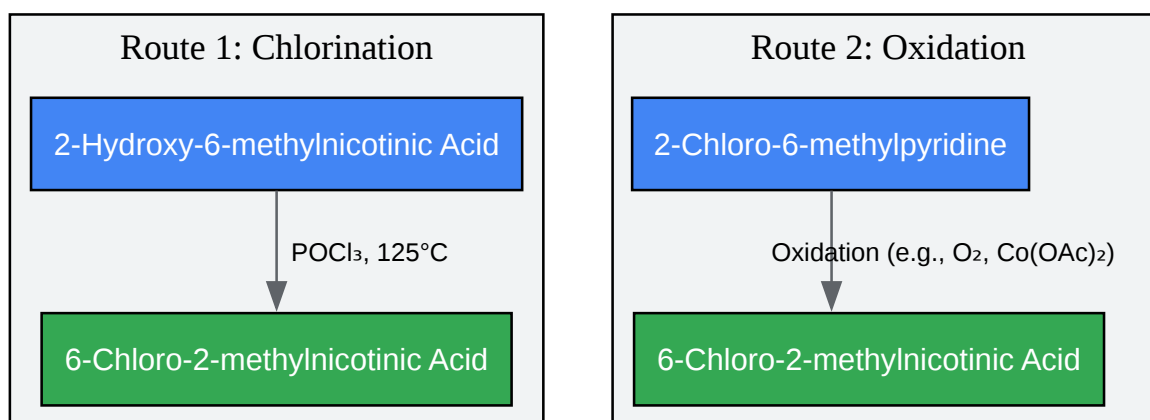 Route 1: Chlorination
2-Hydroxy-6-methylnicotinic Acid
POCl₃, 125°C
6-Chloro-2-methylnicotinic Acid
Route 2: Oxidation
2-Chloro-6-methylpyridine
Oxidation (e.g., O₂, Co(OAc)₂)
6-Chloro-2-methylnicotinic Acid